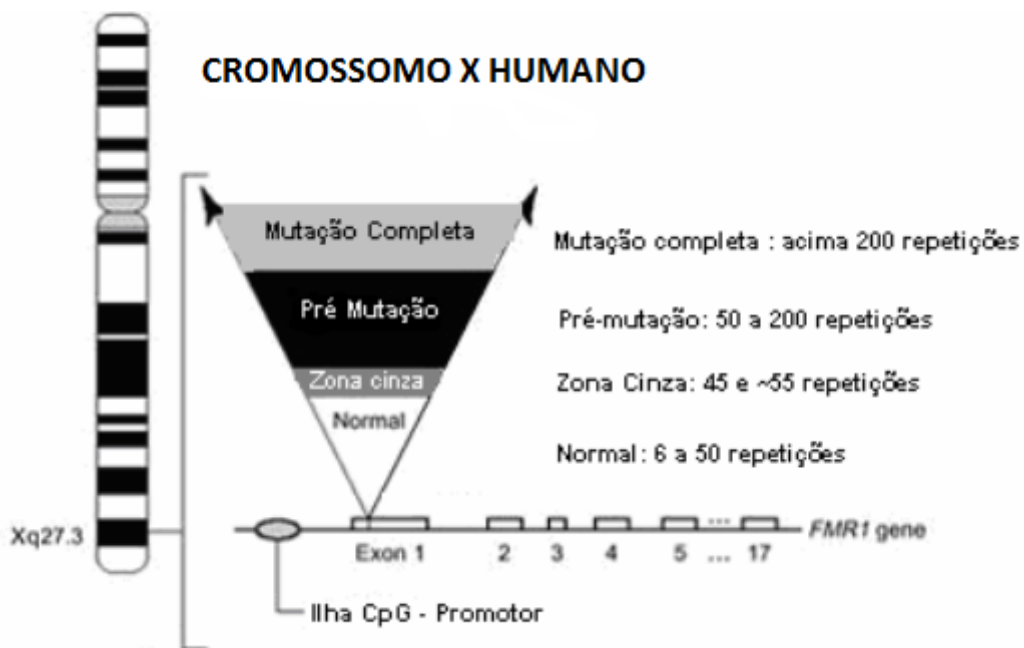 CROMOSSOMO X HUMANO
Mutação Completa
Mutação completa : acima 200 repetições
Pré Mutação
Pré-mutação: 50 a 200 repetições
Zona cinza
Zona Cinza: 45 e ~55 repetições
Normal
Normal: 6 a 50 repetições
Xq27.3
FMR1 gene
Exon 1 2 3 4 5 ... ... 17
Ilha CpG - Promotor